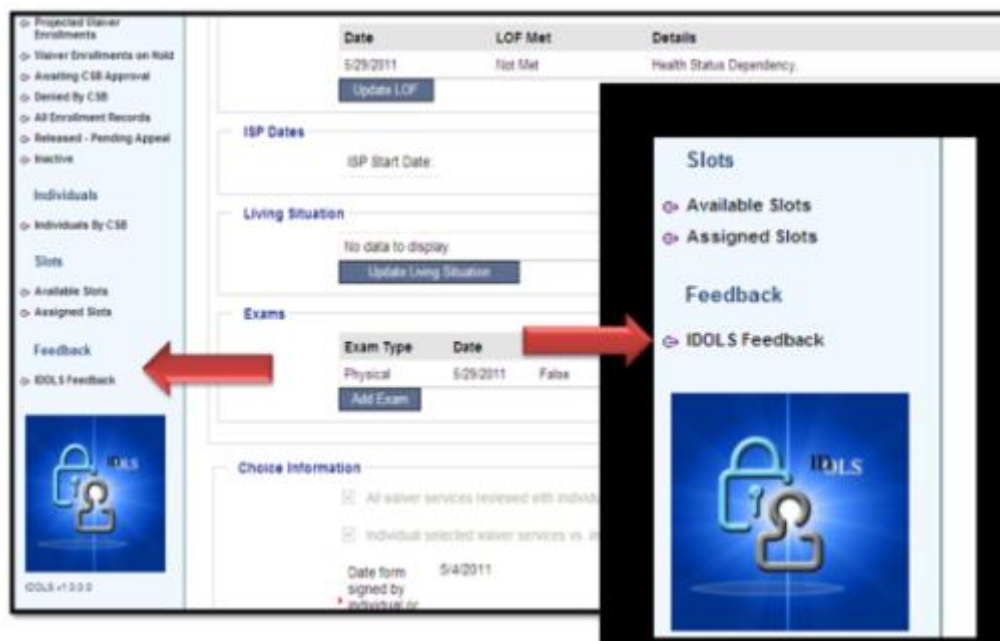 Projected Waiver
Enrollments
Waiver Enrollments on Hold
Awaiting CSB Approval
Denied By CSB
All Enrollment Records
Released - Pending Appeal
Inactive
Individuals
Individuals By CSB
Slots
Available Slots
Assigned Slots
Feedback
IDOLS Feedback
IDOLS
IDOLS v1.0.0.0
Date LOF Met Details
5/29/2011 Not Met Health Status Dependency.
Update LOF
ISP Dates
ISP Start Date
Living Situation
No data to display
Update Living Situation
Exams
Exam Type Date
Physical 5/29/2011 False
Add Exam
Choice Information
All waiver services reviewed with individu
Individual selected waiver services vs. in
Date form 5/4/2011
signed by
* individual or
Slots
Available Slots
Assigned Slots
Feedback
IDOLS Feedback
IDOLS